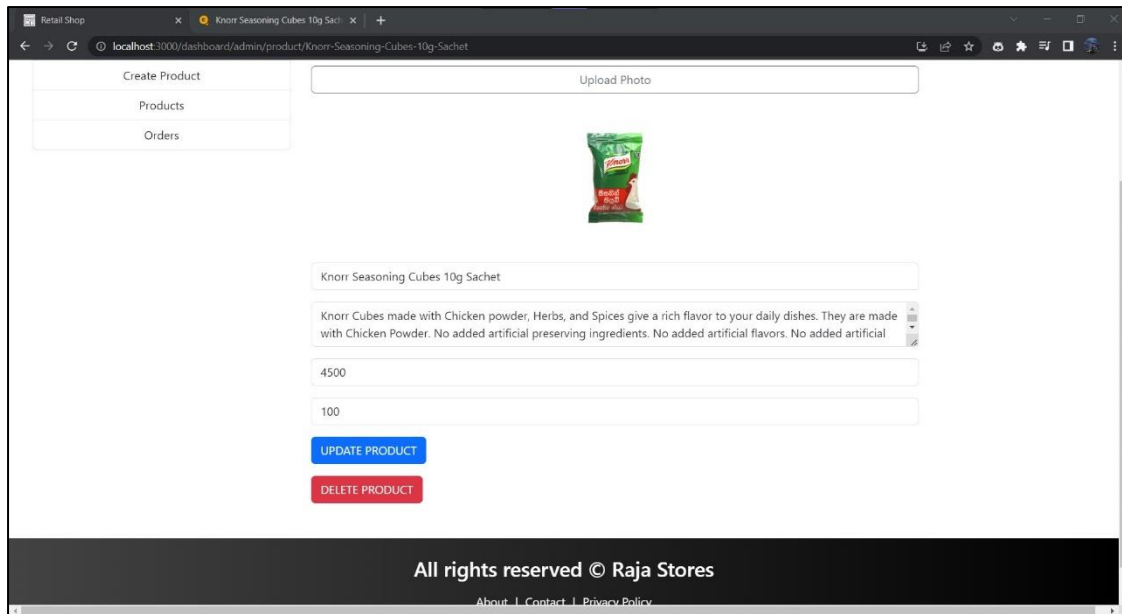 Retail Shop
Knorr Seasoning Cubes 10g Sach
localhost:3000/dashboard/admin/product/Knorr-Seasoning-Cubes-10g-Sachet
Create Product
Products
Orders
Upload Photo
Knorr
Knorr Seasoning Cubes 10g Sachet
Knorr Cubes made with Chicken powder, Herbs, and Spices give a rich flavor to your daily dishes. They are made
with Chicken Powder. No added artificial preserving ingredients. No added artificial flavors. No added artificial
4500
100
UPDATE PRODUCT
DELETE PRODUCT
All rights reserved © Raja Stores
About | Contact | Privacy Policy